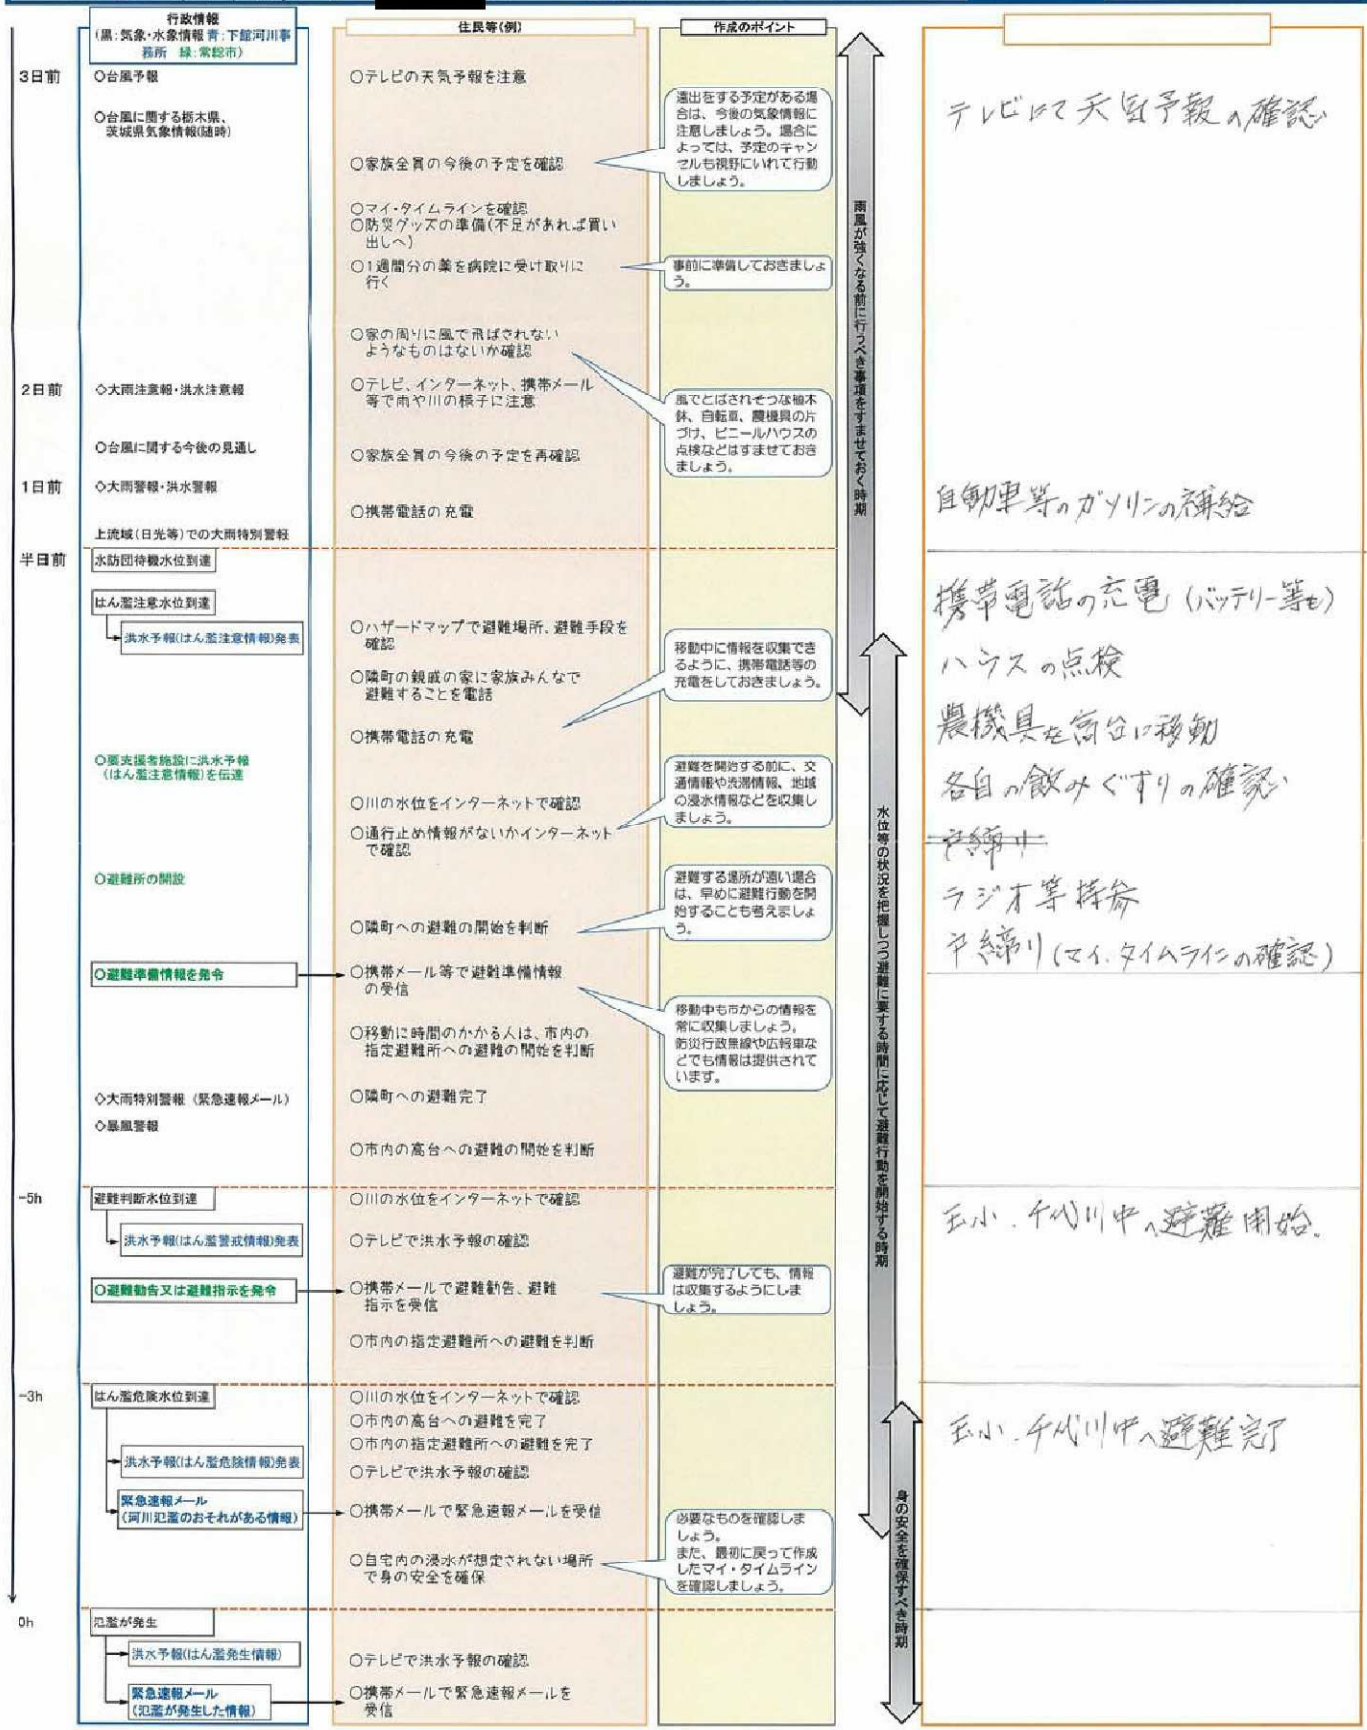 行政情報
(黒:気象・水象情報 青:下館河川事
務所 緑:常総市)
3日前
○台風予報
○台風に関する栃木県、
茨城県気象情報(随時)
2日前
◇大雨注意報・洪水注意報
○台風に関する今後の見通し
1日前
◇大雨警報・洪水警報
上流域(日光等)での大雨特別警報
半日前
水防団待機水位到達
はん濫注意水位到達
洪水予報(はん濫注意情報)発表
○要支援者施設に洪水予報
(はん濫注意情報)を伝達
○避難所の開設
○避難準備情報を発令
◇大雨特別警報(緊急速報メール)
◇暴風警報
-5h
避難判断水位到達
洪水予報(はん濫警戒情報)発表
○避難勧告又は避難指示を発令
-3h
はん濫危険水位到達
洪水予報(はん濫危険情報)発表
緊急速報メール
(河川氾濫のおそれがある情報)
0h
氾濫が発生
洪水予報(はん濫発生情報)
緊急速報メール
(氾濫が発生した情報)
住民等(例)
○テレビの天気予報を注意
○家族全員の今後の予定を確認
○マイ・タイムラインを確認
○防災グッズの準備(不足があれば買い
出しへ)
○1週間分の薬を病院に受け取りに
行く
○家の周りに風で飛ばされない
ようなものはないか確認
○テレビ、インターネット、携帯メール
等で雨や川の様子に注意
○家族全員の今後の予定を再確認
○携帯電話の充電
○ハザードマップで避難場所、避難手段を
確認
○隣町の親戚の家に家族みんなで
避難することを電話
○携帯電話の充電
○川の水位をインターネットで確認
○通行止め情報がないかインターネット
で確認
○隣町への避難の開始を判断
○携帯メール等で避難準備情報
の受信
○移動に時間のかかる人は、市内の
指定避難所への避難の開始を判断
○隣町への避難完了
○市内の高台への避難の開始を判断
○川の水位をインターネットで確認
○テレビで洪水予報の確認
○携帯メールで避難勧告、避難
指示を受信
○市内の指定避難所への避難を判断
○川の水位をインターネットで確認
○市内の高台への避難を完了
○市内の指定避難所への避難を完了
○テレビで洪水予報の確認
○携帯メールで緊急速報メールを受信
○自宅内の浸水が想定されない場所
で身の安全を確保
○テレビで洪水予報の確認
○携帯メールで緊急速報メールを
受信
作成のポイント
遠出をする予定がある場
合は、今後の気象情報に
注意しましょう。場合に
よっては、予定のキャン
セルも視野にいれて行動
しましょう。
事前に準備しておきましょ
う。
風でとばされそうな植木
鉢、自転車、農機具の片
づけ、ビニールハウスの
点検などはすませておき
ましょう。
移動中に情報を収集でき
るように、携帯電話等の
充電をしておきましょう。
避難を開始する前に、交
通情報や渋滞情報、地域
の浸水情報などを収集し
ましょう。
避難する場所が遠い場合
は、早めに避難行動を開
始することも考えましょ
う。
移動中も市からの情報を
常に収集しましょう。
防災行政無線や広報車な
どでも情報は提供されて
います。
避難が完了しても、情報
は収集するようにしま
しょう。
必要なものを確認しま
しょう。
また、最初に戻って作成
したマイ・タイムライン
を確認しましょう。
雨風が強くなる前に行うべき事項をすませておく時期
水位等の状況を把握しつつ避難に要する時間に応じて避難行動を開始する時期
身の安全を確保すべき時期
テレビにて天気予報の確認
自動車等のガソリンの補給
携帯電話の充電(バッテリー等も)
ハウスの点検
農機具を高台に移動
各自の飲みぐすりの確認
戸締り
ラジオ等持参
戸締り(マイ.タイムラインの確認)
玉小.千代川中へ避難開始.
玉小.千代川中へ避難完了